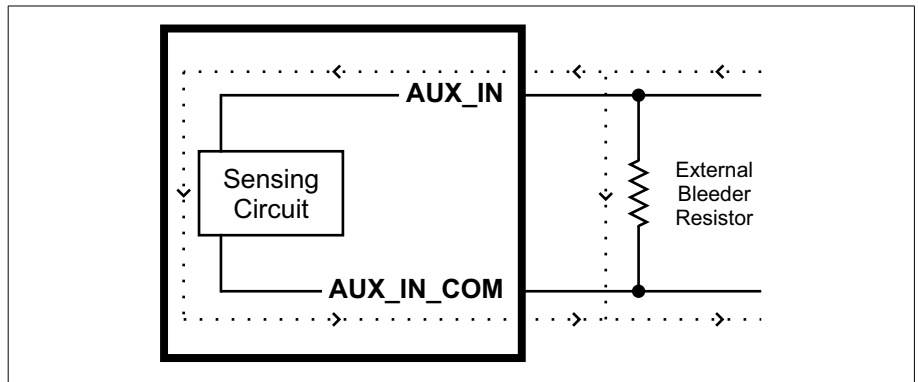 AUX_IN
Sensing
Circuit
External
Bleeder
Resistor
AUX_IN_COM